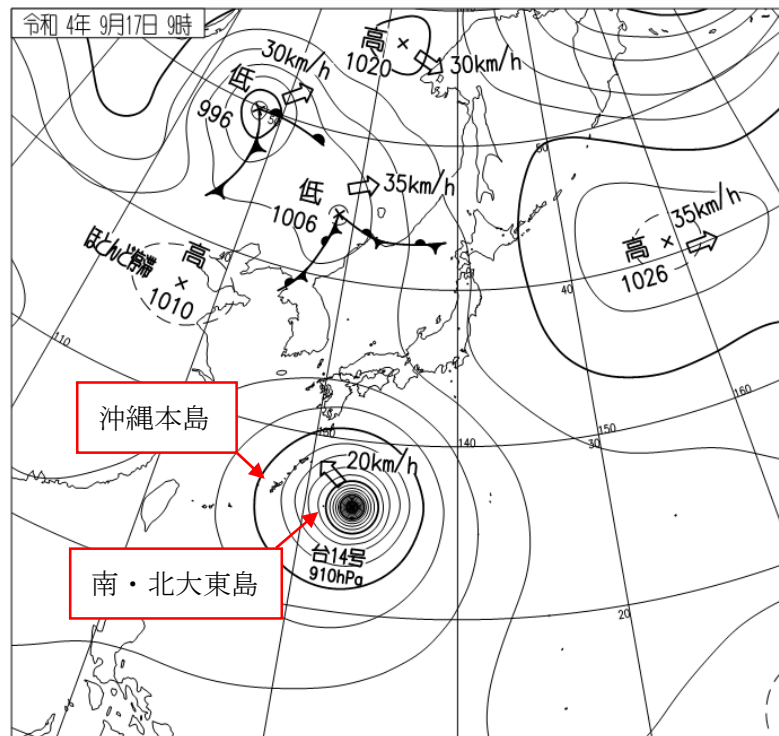 令和 4年 9月17日 9時
高
1020
30km/h
30km/h
低
996
50
低
1006
35km/h
35km/h
高
1026
ほとんど停滞
高
1010
40
40
110
160
150
140
30
130
20
沖縄本島
20km/h
台14号
910hPa
南・北大東島